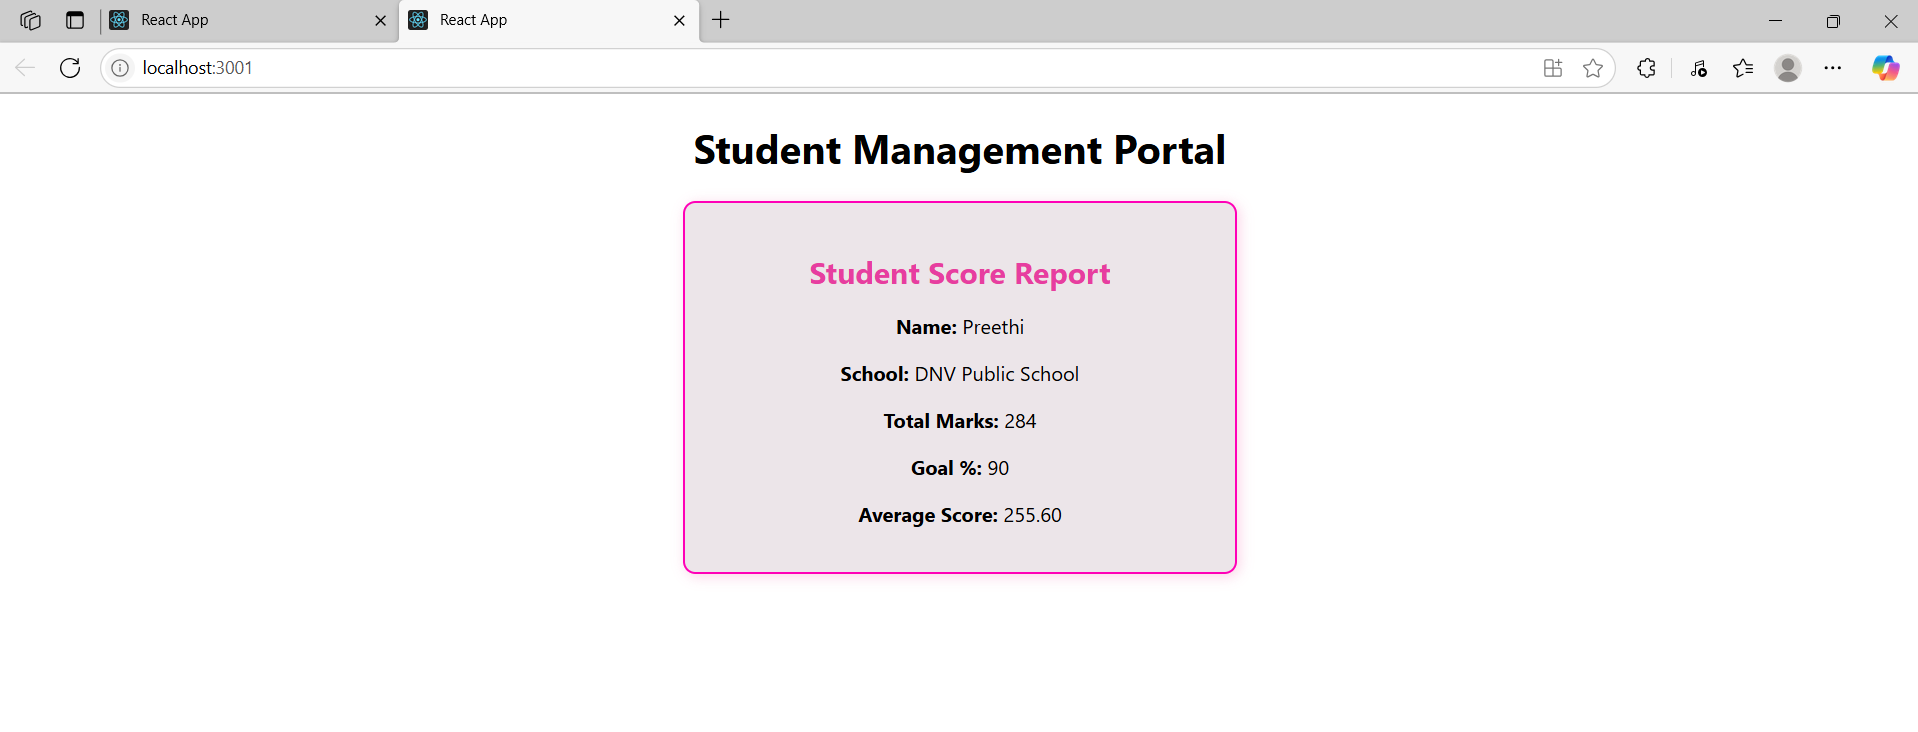 React App
React App
localhost:3001
Student Management Portal
Student Score Report
Name: Preethi
School: DNV Public School
Total Marks: 284
Goal %: 90
Average Score: 255.60